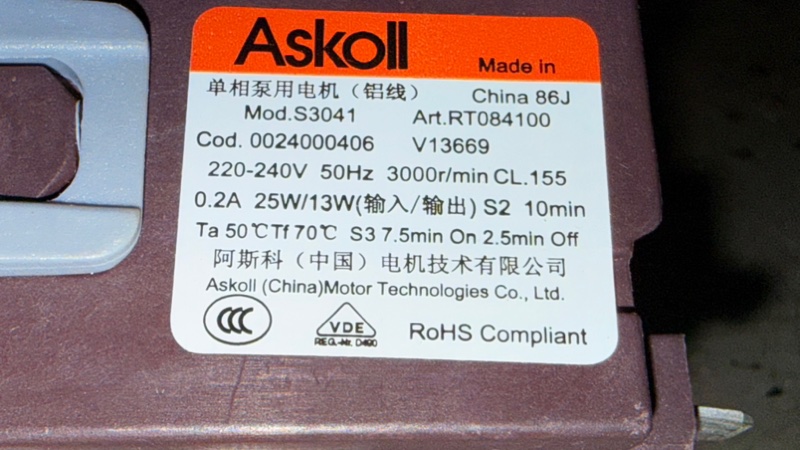 Askoll
Made in
单相泵用电机（铝线） China 86J
Mod.S3041 Art.RT084100
Cod. 0024000406 V13669
220-240V 50Hz 3000r/min CL.155
0.2A 25W/13W(输入/输出) S2 10min
Ta 50℃Tf 70℃ S3 7.5min On 2.5min Off
阿斯科（中国）电机技术有限公司
Askoll (China)Motor Technologies Co., Ltd.
CCC
VDE
REG.-Nr. D490
RoHS Compliant